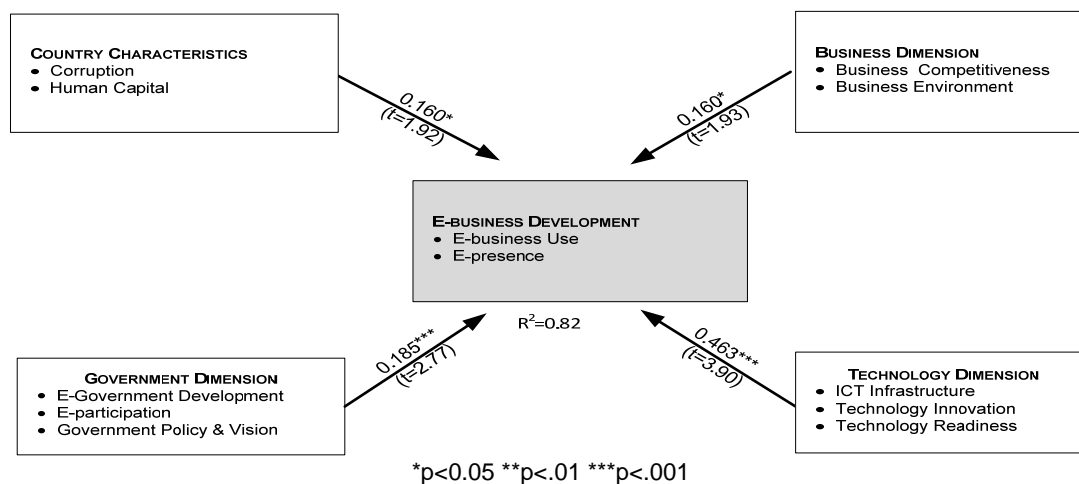 COUNTRY CHARACTERISTICS
• Corruption
• Human Capital
BUSINESS DIMENSION
• Business Competitiveness
• Business Environment
0.160*
(t=1.92)
0.160*
(t=1.93)
E-BUSINESS DEVELOPMENT
• E-business Use
• E-presence
R²=0.82
0.185***
(t=2.77)
0.463***
(t=3.90)
GOVERNMENT DIMENSION
• E-Government Development
• E-participation
• Government Policy & Vision
TECHNOLOGY DIMENSION
• ICT Infrastructure
• Technology Innovation
• Technology Readiness
*p<0.05 **p<.01 ***p<.001